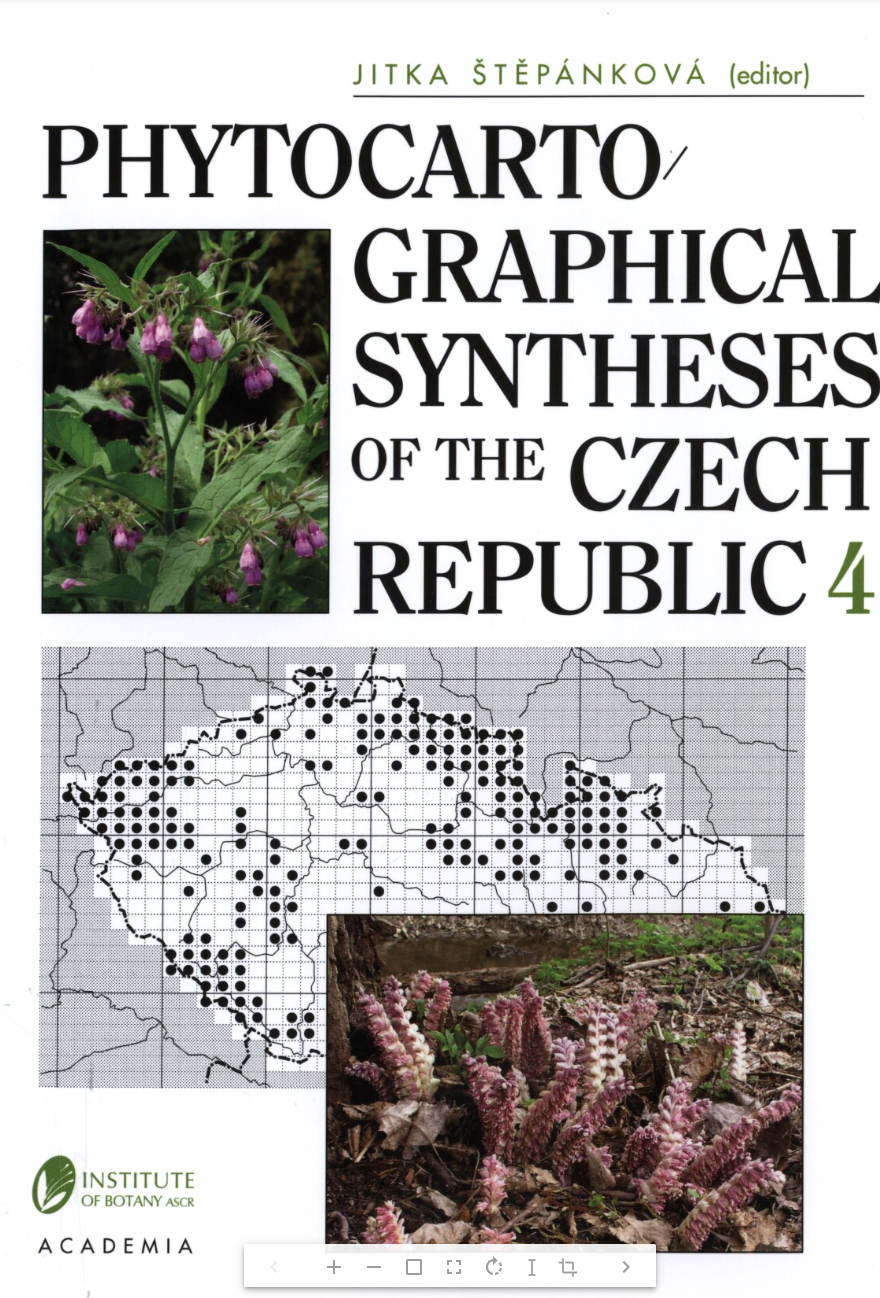 JITKA ŠTĚPÁNKOVÁ (editor)
PHYTOCARTO/
GRAPHICAL
SYNTHESES
OF THE CZECH
REPUBLIC 4
INSTITUTE
OF BOTANY ASCR
ACADEMIA